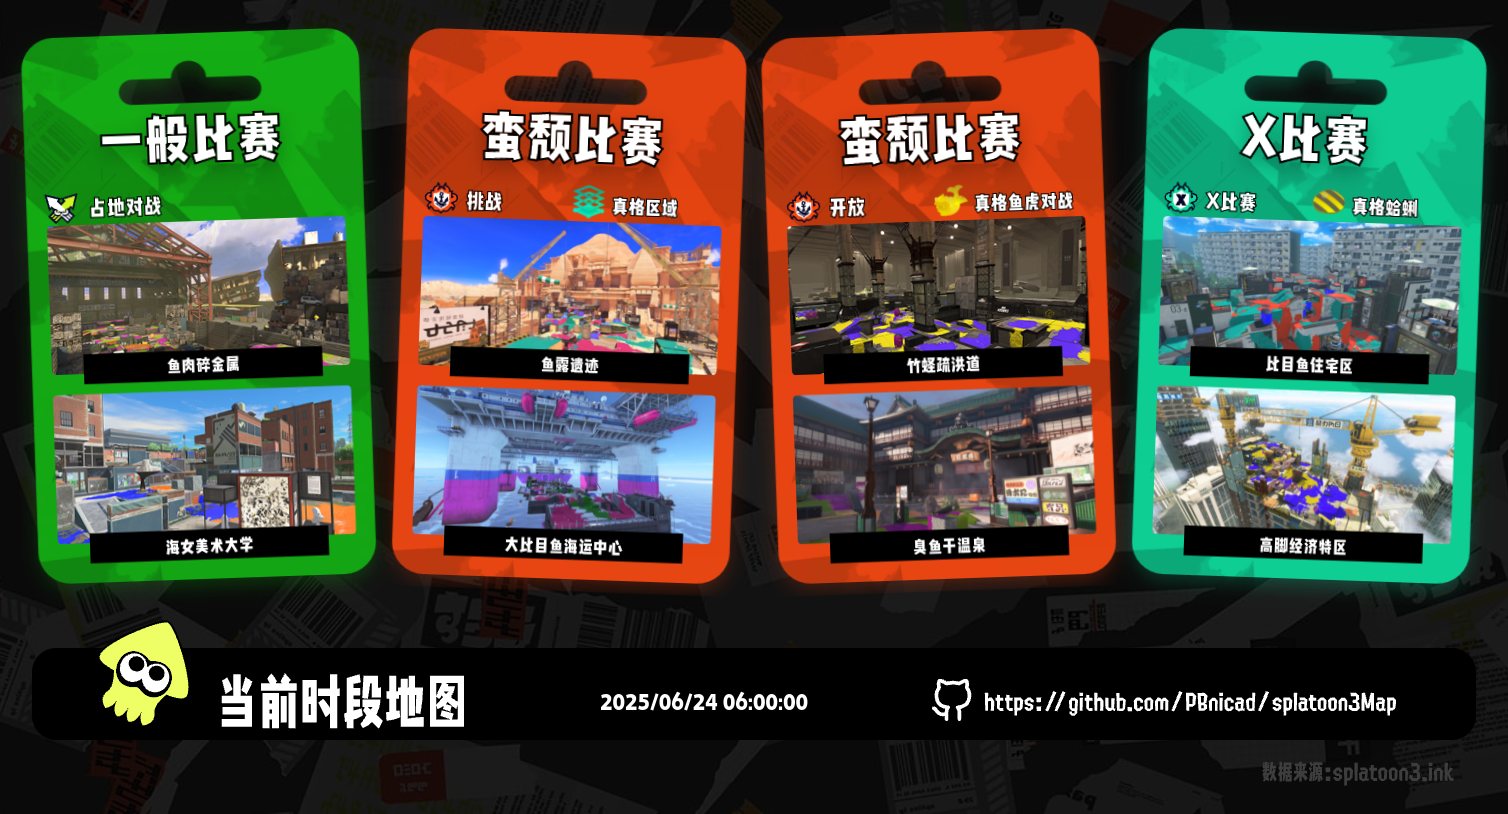 一般比赛
占地对战
鱼肉碎金属
海女美术大学
蛮颓比赛
挑战
真格区域
鱼露遗迹
大比目鱼海运中心
蛮颓比赛
开放
真格鱼虎对战
竹蛏疏洪道
臭鱼干温泉
X比赛
X比赛
真格蛤蜊
比目鱼住宅区
高脚经济特区
当前时段地图
2025/06/24 06:00:00
https://github.com/PBnicad/splatoon3Map
数据来源:splatoon3.ink